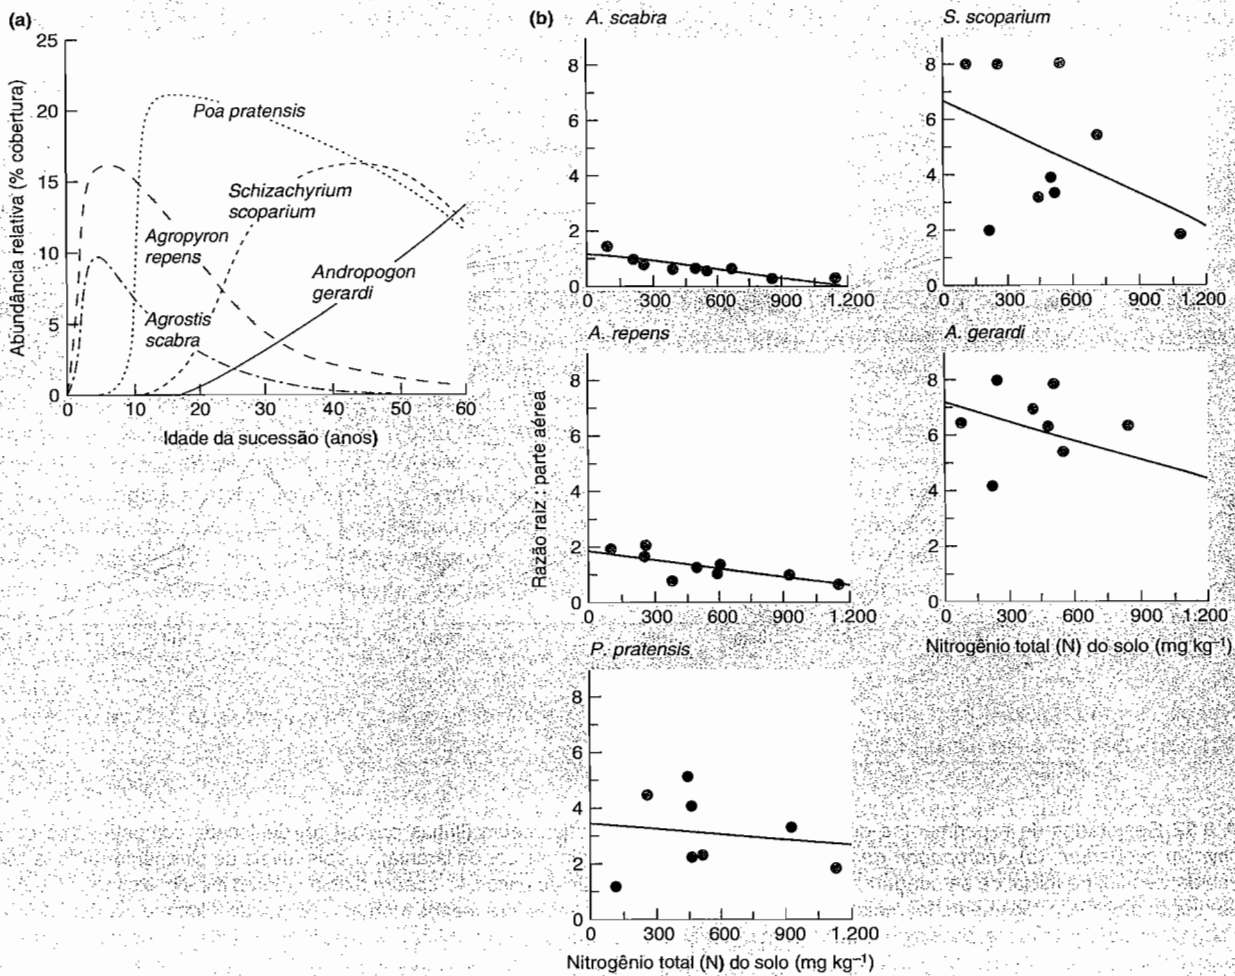 (a)
25
20
15
10
5
0
Abundância relativa (% cobertura)
Poa pratensis
Schizachyrium
scoparium
Agropyron
repens
Andropogon
gerardi
Agrostis
scabra
0 10 20 30 40 50 60
Idade da sucessão (anos)
(b)
A. scabra
8
6
4
2
0
300 600 900 1.200
S. scoparium
8
6
4
2
0
300 600 900 1.200
A. repens
8
6
4
2
0
0 300 600 900 1.200
A. gerardi
8
6
4
2
0
0 300 600 900 1.200
Razão raiz : parte aérea
Nitrogênio total (N) do solo (mg kg⁻¹)
P. pratensis
8
6
4
2
0
0 300 600 900 1.200
Nitrogênio total (N) do solo (mg kg⁻¹)